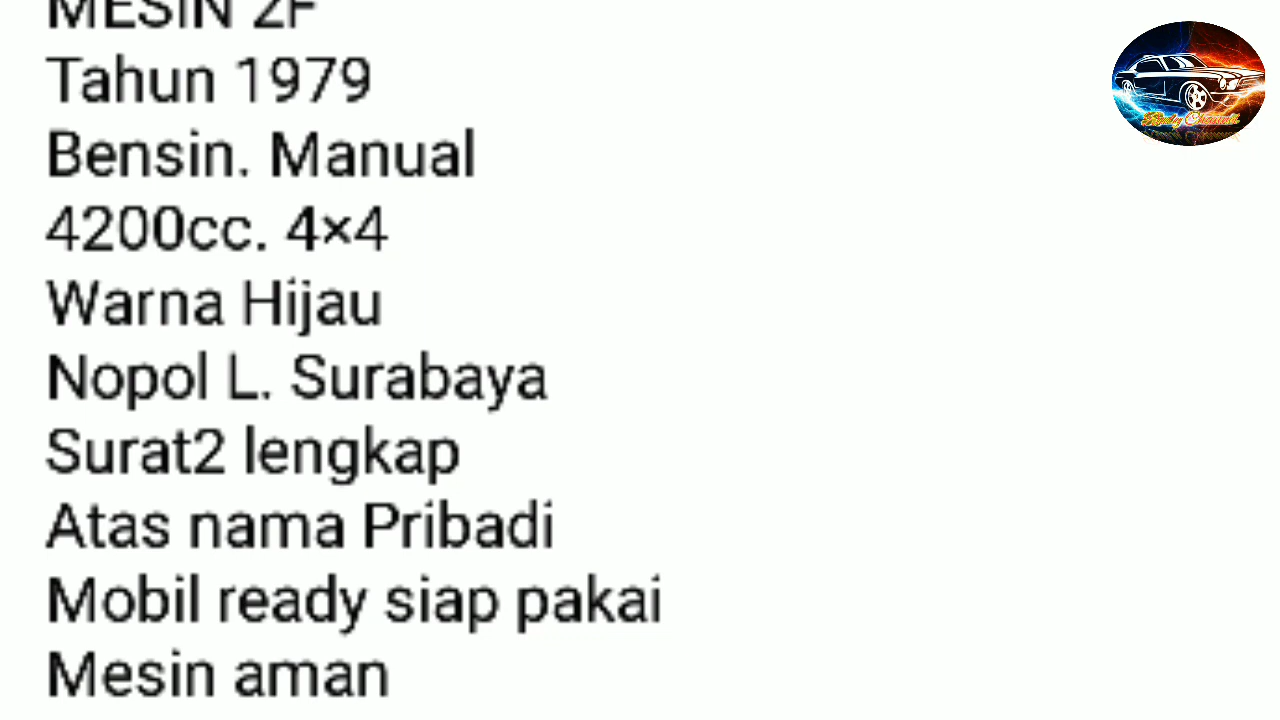 MESIN 2F
Tahun 1979
Bensin. Manual
4200cc. 4×4
Warna Hijau
Nopol L. Surabaya
Surat2 lengkap
Atas nama Pribadi
Mobil ready siap pakai
Mesin aman